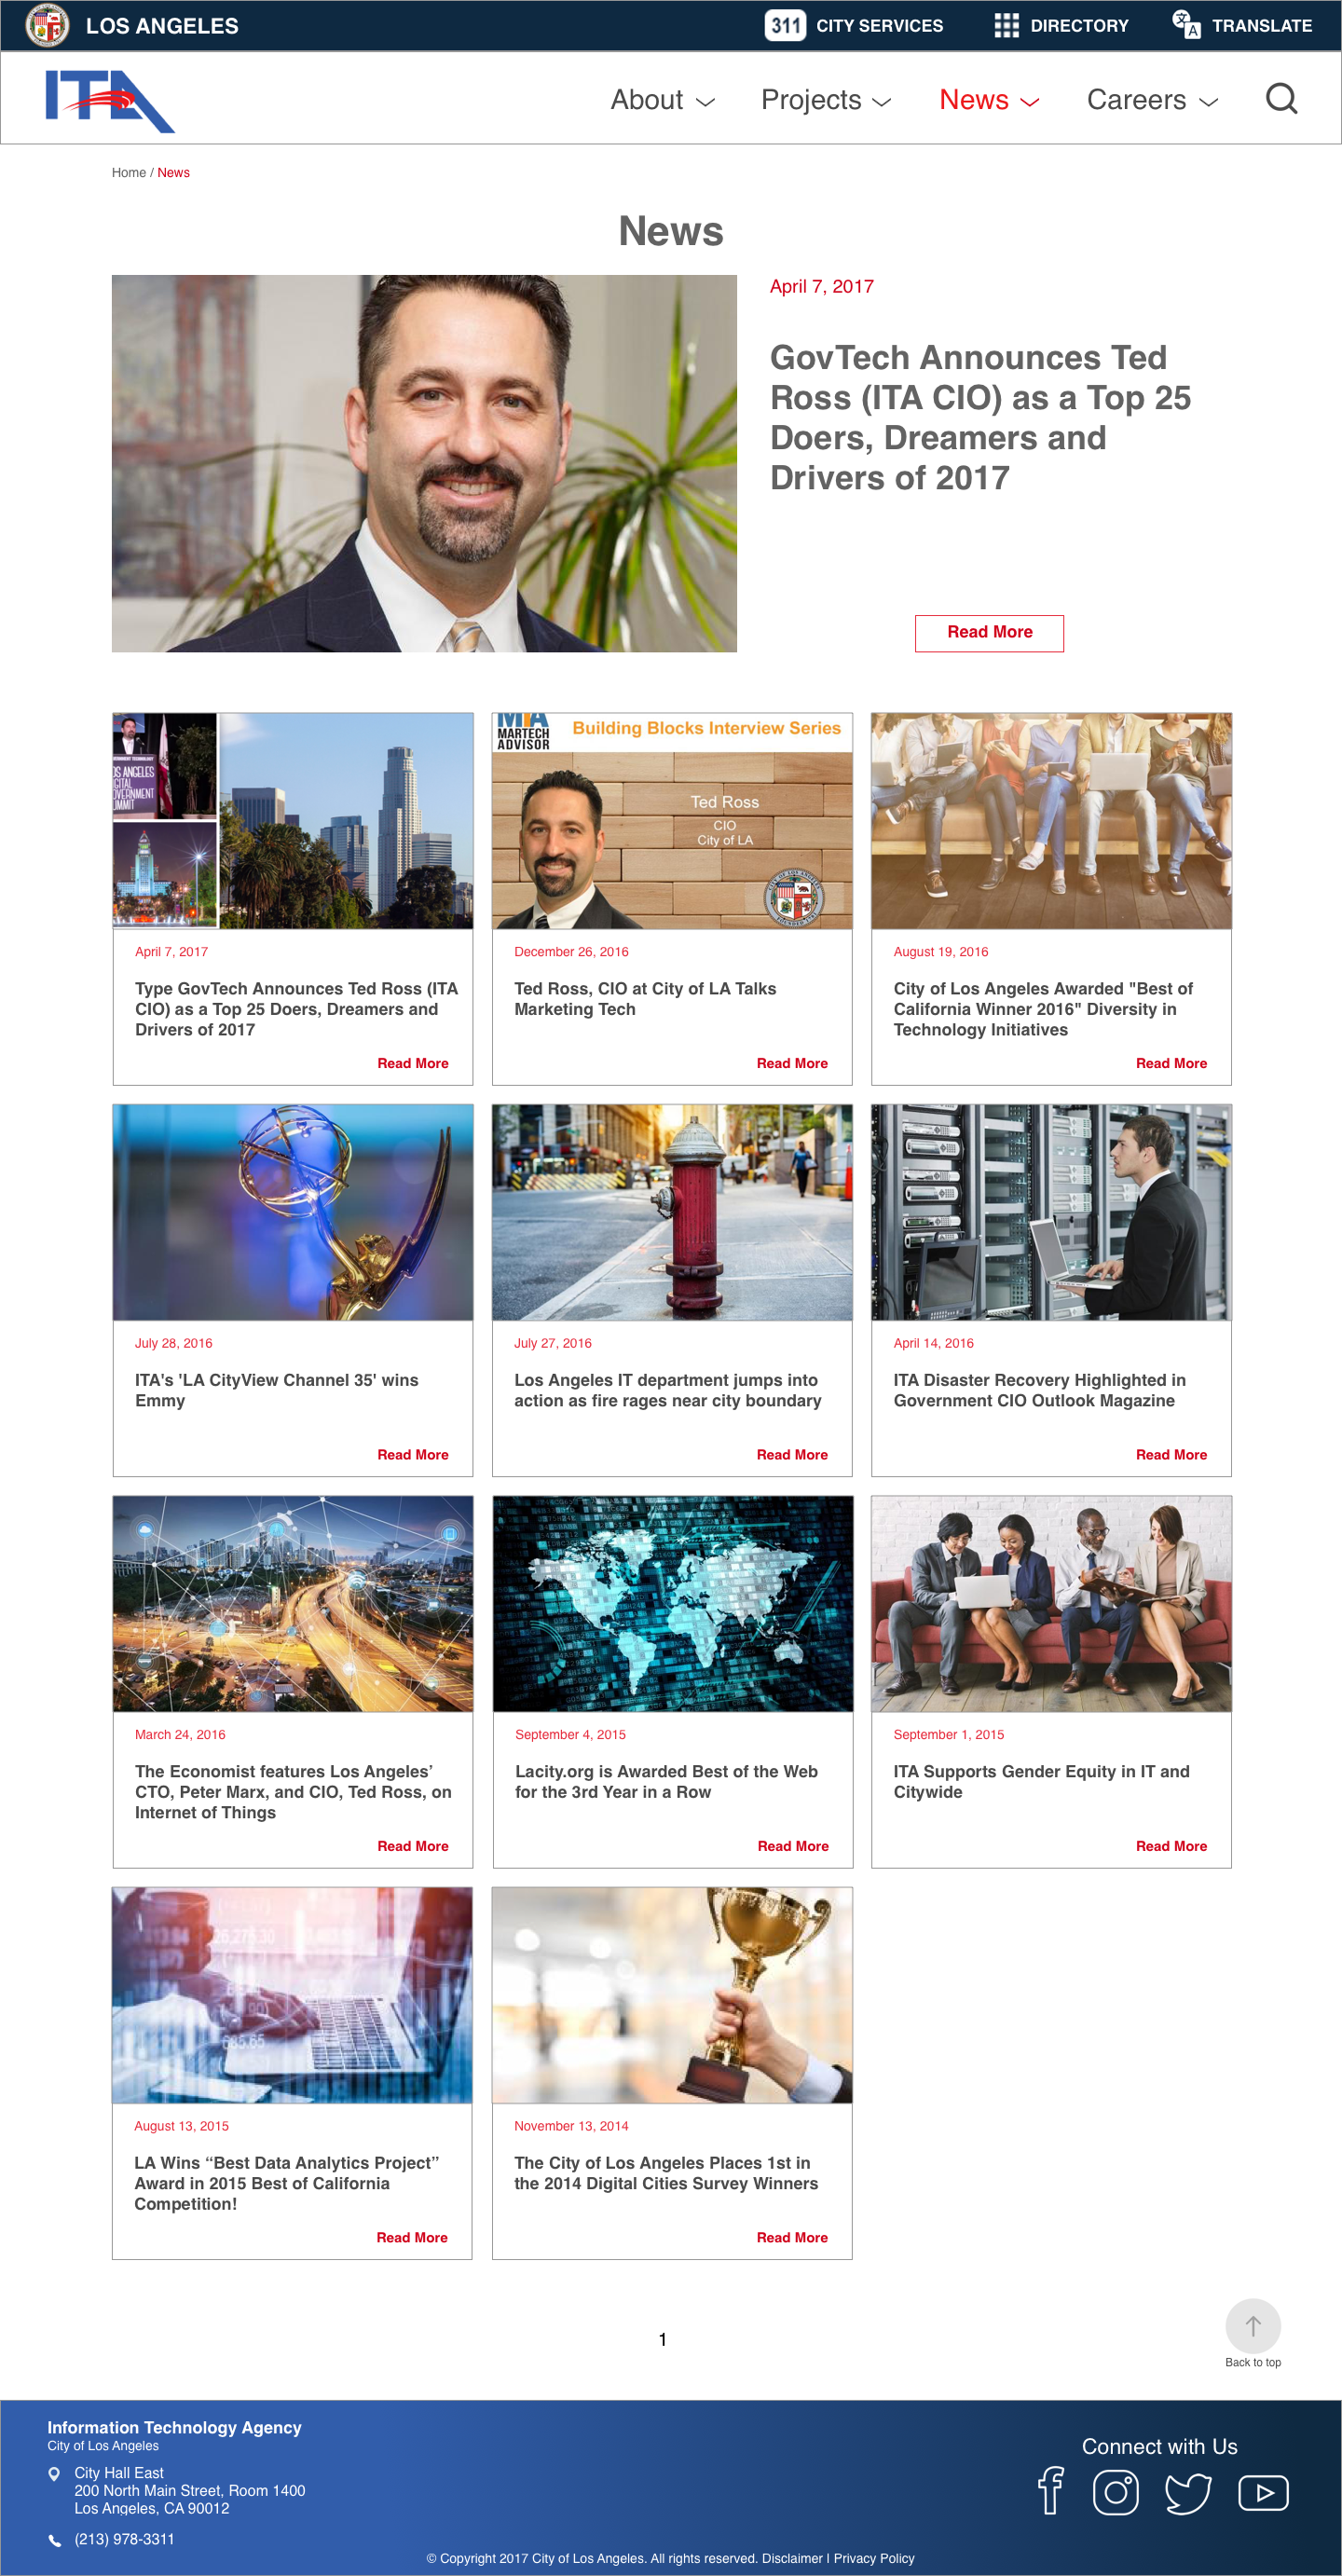 LOS ANGELES
311 CITY SERVICES
DIRECTORY
TRANSLATE
ITA
About
Projects
News
Careers
Home / News
News
April 7, 2017
GovTech Announces Ted
Ross (ITA CIO) as a Top 25
Doers, Dreamers and
Drivers of 2017
Read More
MTA
MARTECH
ADVISOR
Building Blocks Interview Series
Ted Ross
CIO
City of LA
April 7, 2017
Type GovTech Announces Ted Ross (ITA
CIO) as a Top 25 Doers, Dreamers and
Drivers of 2017
Read More
December 26, 2016
Ted Ross, CIO at City of LA Talks
Marketing Tech
Read More
August 19, 2016
City of Los Angeles Awarded "Best of
California Winner 2016" Diversity in
Technology Initiatives
Read More
July 28, 2016
ITA's 'LA CityView Channel 35' wins
Emmy
Read More
July 27, 2016
Los Angeles IT department jumps into
action as fire rages near city boundary
Read More
April 14, 2016
ITA Disaster Recovery Highlighted in
Government CIO Outlook Magazine
Read More
March 24, 2016
The Economist features Los Angeles’
CTO, Peter Marx, and CIO, Ted Ross, on
Internet of Things
Read More
September 4, 2015
Lacity.org is Awarded Best of the Web
for the 3rd Year in a Row
Read More
September 1, 2015
ITA Supports Gender Equity in IT and
Citywide
Read More
August 13, 2015
LA Wins “Best Data Analytics Project”
Award in 2015 Best of California
Competition!
Read More
November 13, 2014
The City of Los Angeles Places 1st in
the 2014 Digital Cities Survey Winners
Read More
1
Back to top
Information Technology Agency
City of Los Angeles
City Hall East
200 North Main Street, Room 1400
Los Angeles, CA 90012
(213) 978-3311
Connect with Us
© Copyright 2017 City of Los Angeles. All rights reserved. Disclaimer | Privacy Policy